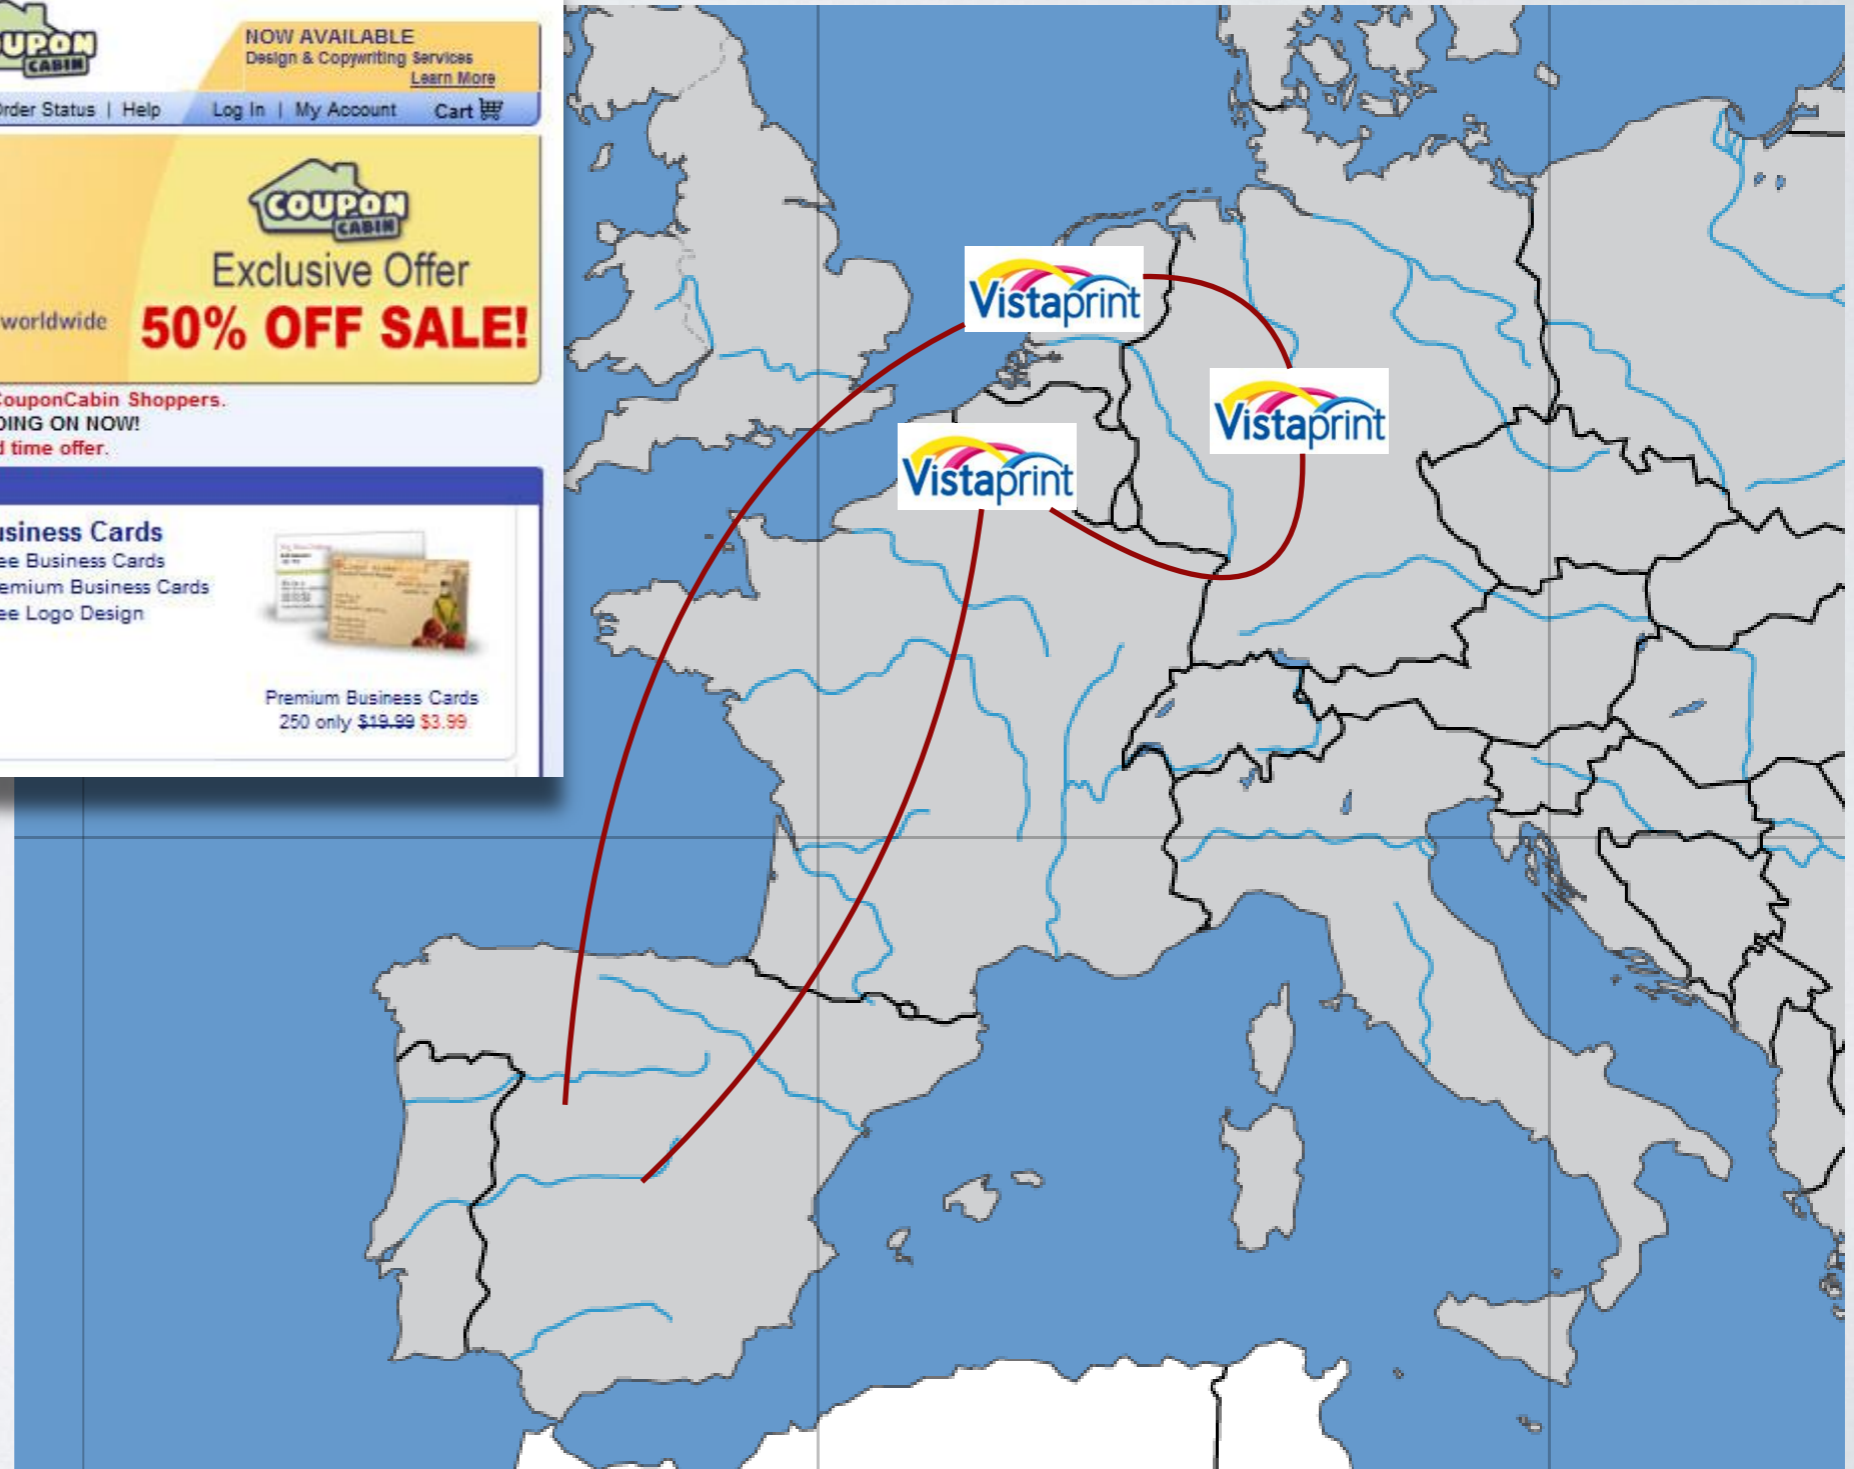 COUPON
CABIN
NOW AVAILABLE
Design & Copywriting Services
Learn More
Order Status | Help Log In | My Account Cart
COUPON
CABIN
Exclusive Offer
worldwide 50% OFF SALE!
CouponCabin Shoppers.
OING ON NOW!
d time offer.
usiness Cards
ee Business Cards
emium Business Cards
ee Logo Design
Premium Business Cards
250 only $19.99 $3.99
Vistaprint
Vistaprint
Vistaprint